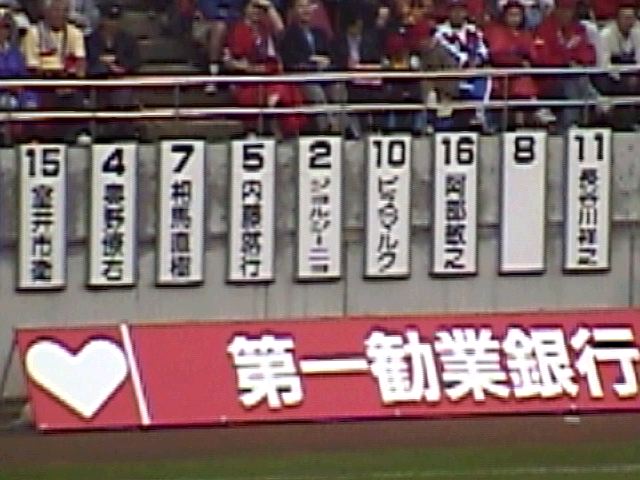 15 室井市衛
4 奥野僚右
7 相馬直樹
5 内藤就行
2 ジョルジーニョ
10 ビスマルク
16 阿部敏之
8
11 長谷川祥之
第一勧業銀行